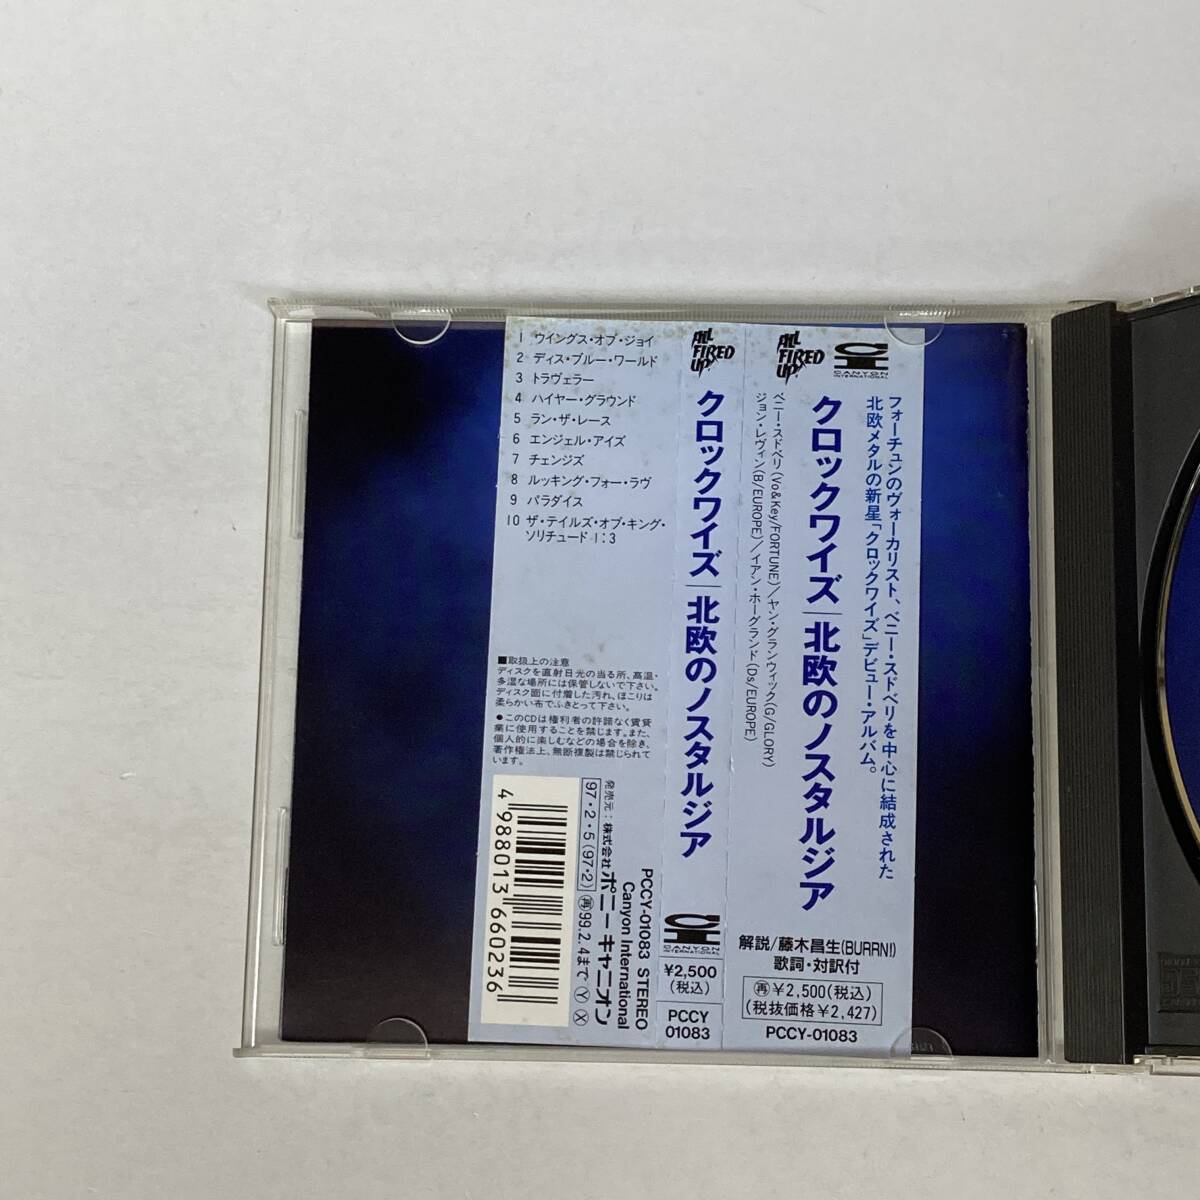 1 ウイングス・オブ・ジョイ
2 ディス・ブルー・ワールド
3 トラヴェラー
4 ハイヤー・グラウンド
5 ラン・ザ・レース
6 エンジェル・アイズ
7 チェンジズ
8 ルッキング・フォー・ラヴ
9 パラダイス
10 ザ・テイルズ・オブ・キング・
ソリチュード 1:3
■取扱上の注意
ディスクを直射日光の当る所、高温・
多湿な場所には保管しないで下さい。
ディスク面に付着した汚れ、ほこりは
柔らかい布でふきとって下さい。
●このCDは権利者の許諾なく賃貸
業に使用することを禁じます。また、
個人的に楽しむなどの場合を除き、
著作権法上、無断複製は禁じられて
います。
4 988013 660236
97・2・5(97・2) 再99.2.4まで Y X
発売元:株式会社 ポニーキャニオン
Canyon International
PCCY-01083 STEREO
ALL FIRED UP!
クロックワイズ 北欧のノスタルジア
CANYON INTERNATIONAL
¥2,500
(税込)
PCCY
01083
ALL FIRED UP!
CANYON
INTERNATIONAL
フォーチュンのヴォーカリスト、ベニー・スドベリを中心に結成された
北欧メタルの新星「クロックワイズ」デビュー・アルバム。
クロックワイズ 北欧のノスタルジア
ベニー・スドベリ(Vo&Key/FORTUNE)/ヤン・グランウィック(G/GLORY)
ジョン・レヴィン(B/EUROPE)/イアン・ホーグランド(Ds/EUROPE)
解説/藤木昌生(BURRN!)
歌詞・対訳付
再¥2,500(税込)
(税抜価格¥2,427)
PCCY-01083